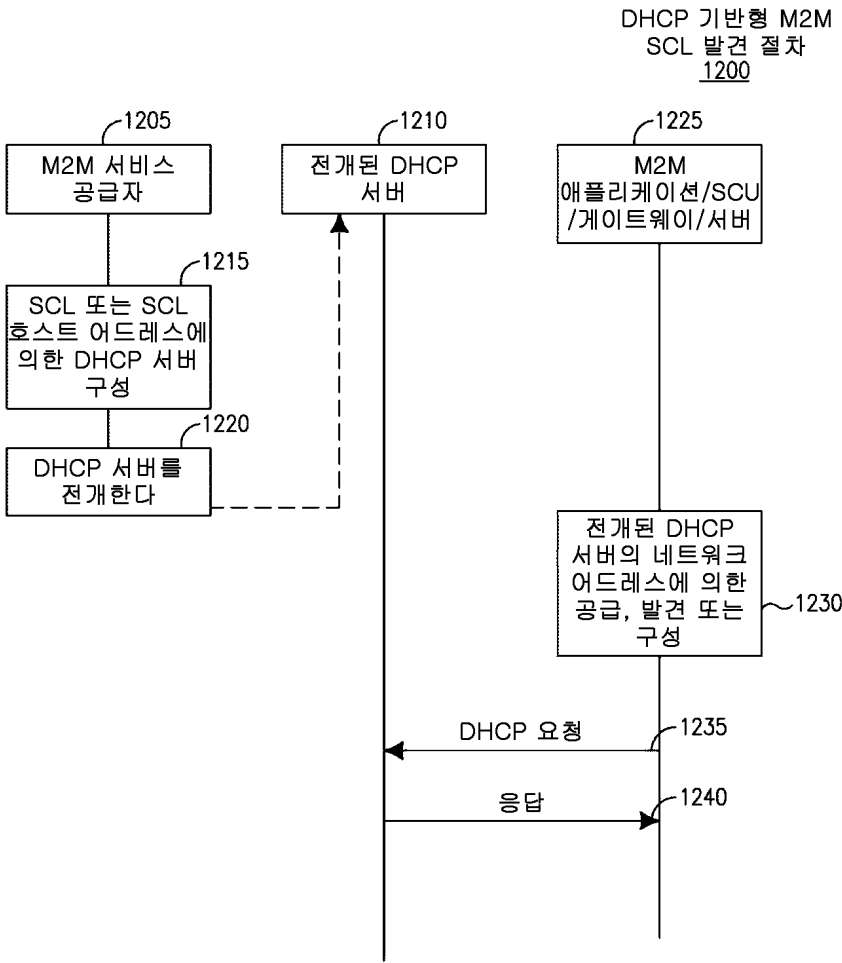 DHCP 기반형 M2M
SCL 발견 절차
1200
1205
M2M 서비스
공급자
1210
전개된 DHCP
서버
1225
M2M
애플리케이션/SCU
/게이트웨이/서버
1215
SCL 또는 SCL
호스트 어드레스에
의한 DHCP 서버
구성
1220
DHCP 서버를
전개한다
전개된 DHCP
서버의 네트워크
어드레스에 의한
공급, 발견 또는
구성
1230
DHCP 요청
1235
응답
1240